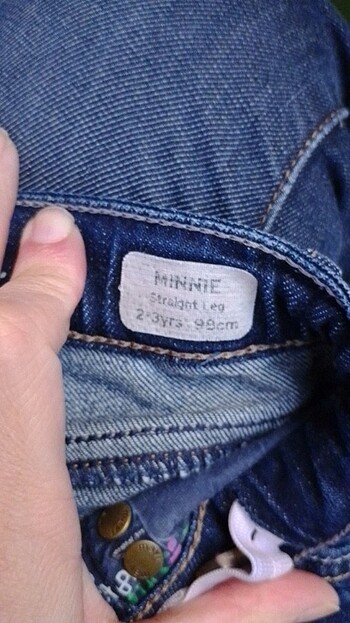 MINNIE
Straight Leg
2-3yrs 98cm